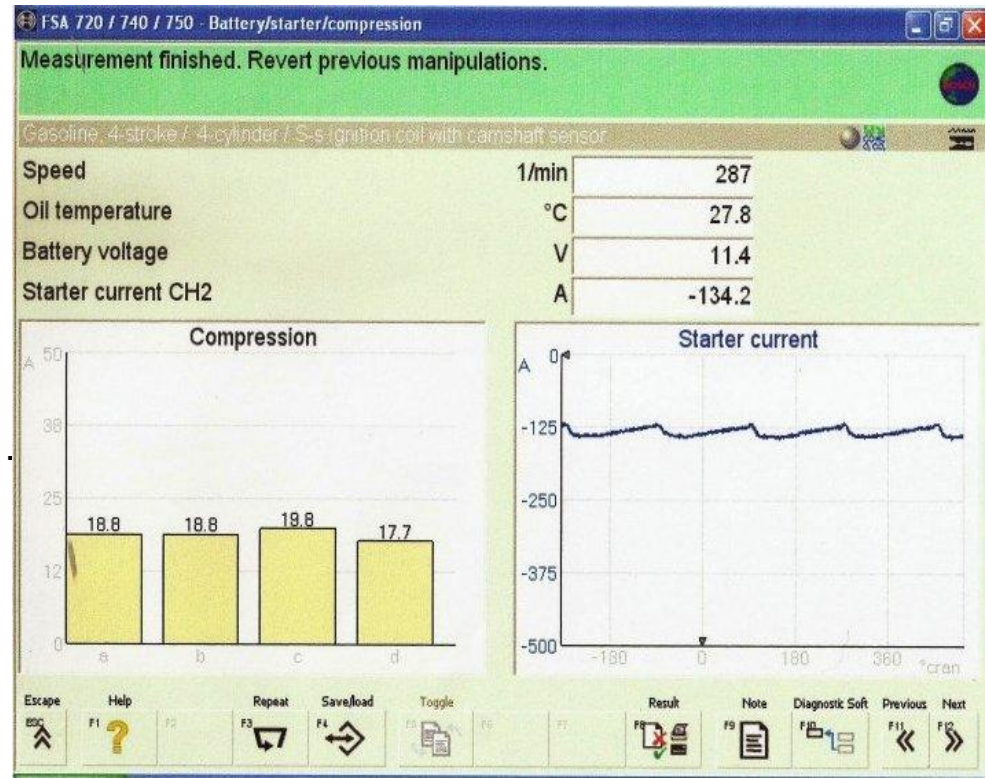 FSA 720 / 740 / 750 - Battery/starter/compression
Measurement finished. Revert previous manipulations.
Gasoline, 4-stroke / 4-cylinder / S-s ignition coil with camshaft sensor
Speed 1/min 287
Oil temperature °C 27.8
Battery voltage V 11.4
Starter current CH2 A -134.2
Compression
A 50
38
25
12
0
18.8 18.8 19.8 17.7
a b c d
Starter current
A 0
-125
-250
-375
-500
-180 0 180 360 °cran
Escape Help Repeat Save/load Toggle Result Note Diagnostic Soft Previous Next
ESC F1 F2 F3 F4 F5 F6 F7 F8 F9 F10 F11 F12